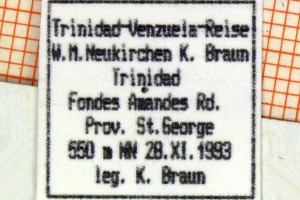 Trinidad-Venzuela-Reise
W.M.Neukirchen K. Braun
Trinidad
Fondes Amandes Rd.
Prov. St.George
550 m NN 28.XI.1993
leg. K. Braun